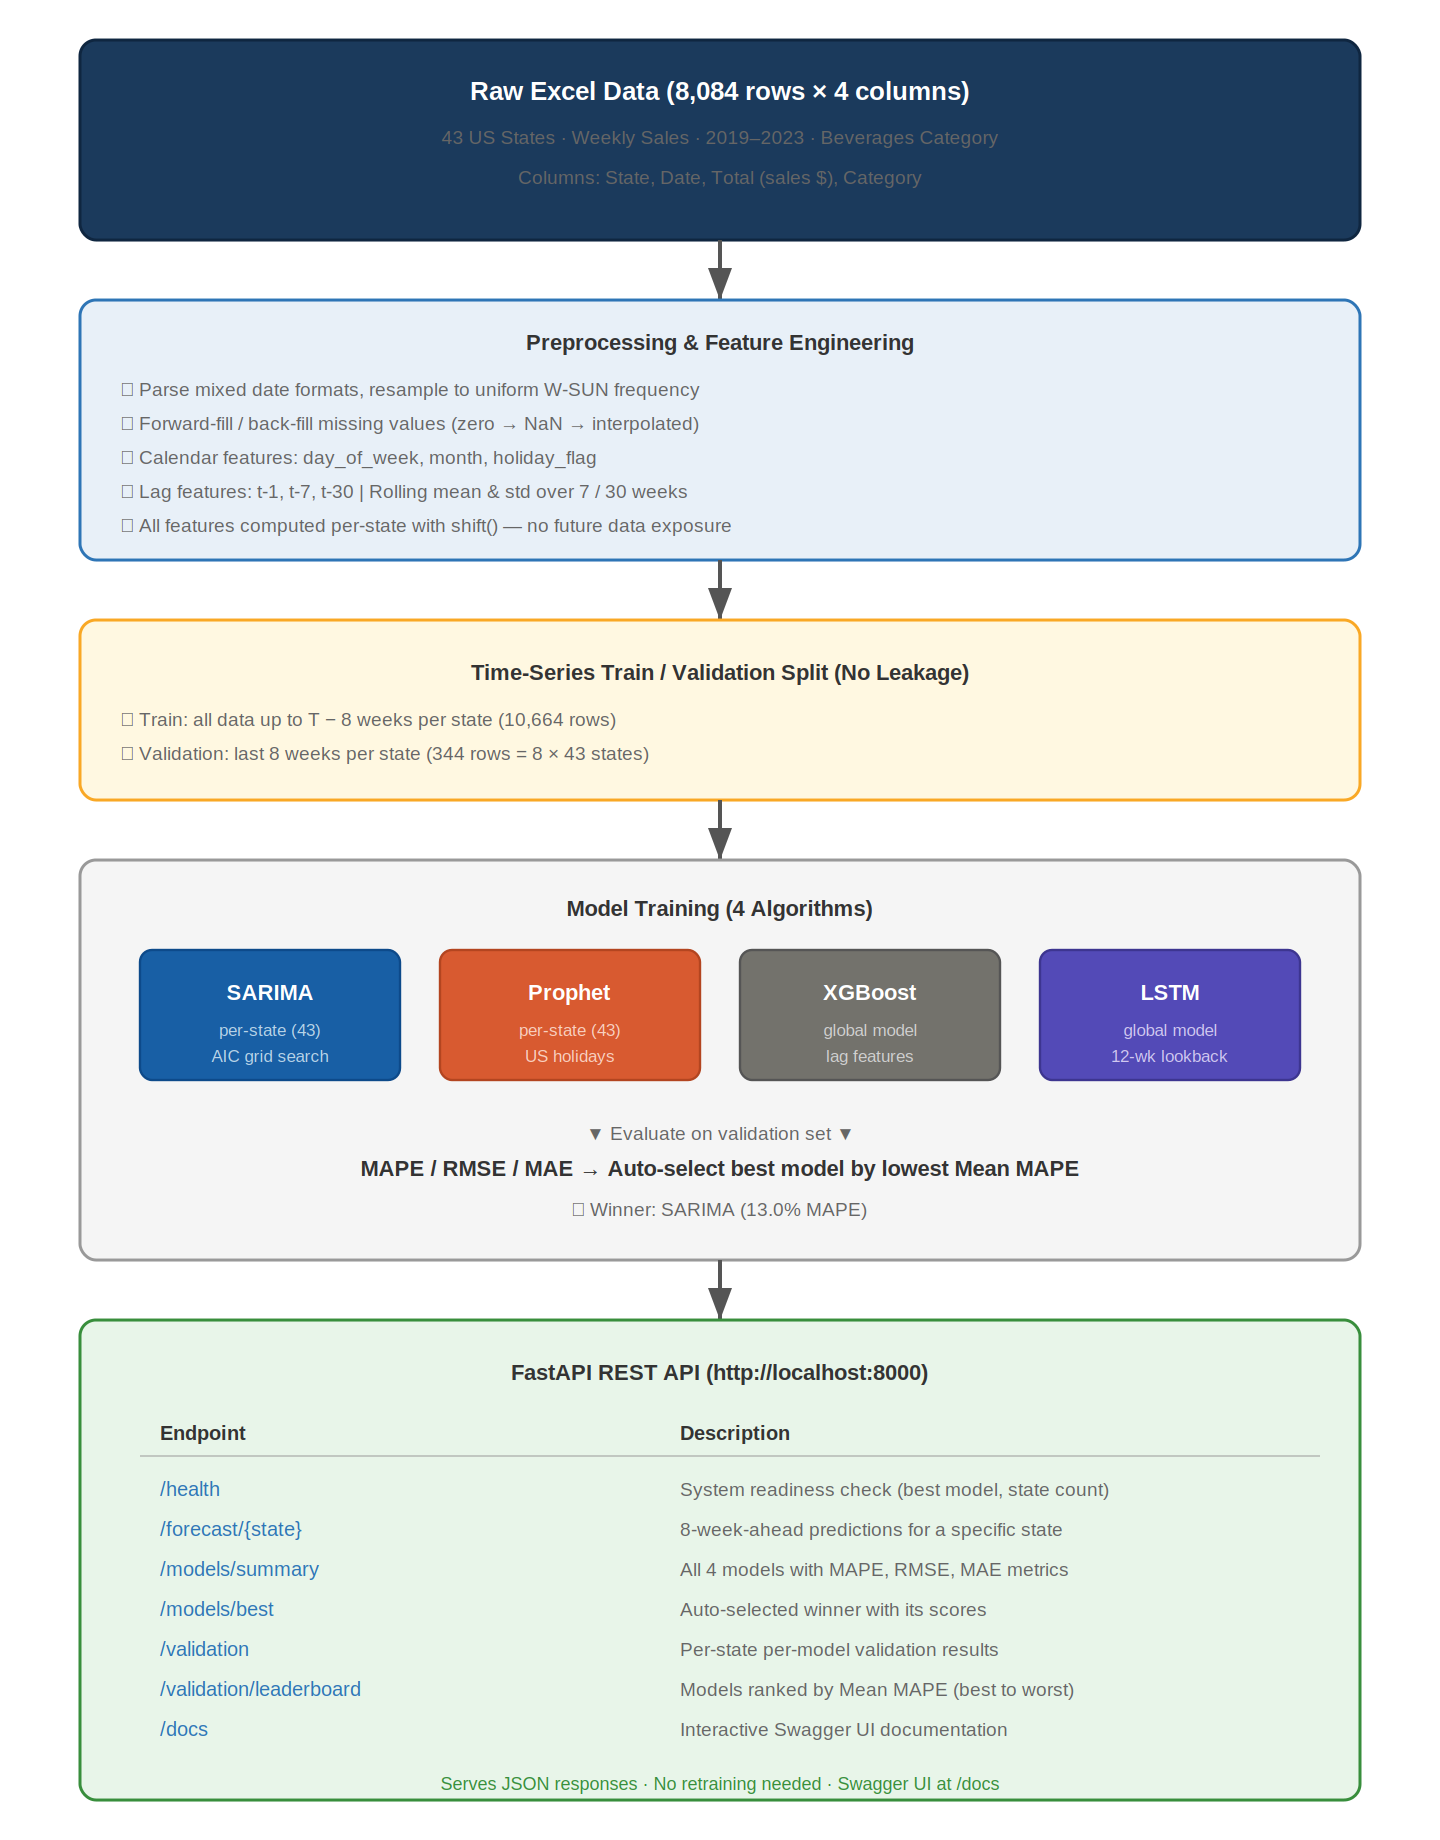 Raw Excel Data (8,084 rows × 4 columns)
43 US States · Weekly Sales · 2019–2023 · Beverages Category
Columns: State, Date, Total (sales $), Category
Preprocessing & Feature Engineering
Parse mixed date formats, resample to uniform W-SUN frequency
Forward-fill / back-fill missing values (zero → NaN → interpolated)
Calendar features: day_of_week, month, holiday_flag
Lag features: t-1, t-7, t-30 | Rolling mean & std over 7 / 30 weeks
All features computed per-state with shift() — no future data exposure
Time-Series Train / Validation Split (No Leakage)
Train: all data up to T − 8 weeks per state (10,664 rows)
Validation: last 8 weeks per state (344 rows = 8 × 43 states)
Model Training (4 Algorithms)
SARIMA
per-state (43)
AIC grid search
Prophet
per-state (43)
US holidays
XGBoost
global model
lag features
LSTM
global model
12-wk lookback
▼ Evaluate on validation set ▼
MAPE / RMSE / MAE → Auto-select best model by lowest Mean MAPE
Winner: SARIMA (13.0% MAPE)
FastAPI REST API (http://localhost:8000)
Endpoint Description
/health System readiness check (best model, state count)
/forecast/{state} 8-week-ahead predictions for a specific state
/models/summary All 4 models with MAPE, RMSE, MAE metrics
/models/best Auto-selected winner with its scores
/validation Per-state per-model validation results
/validation/leaderboard Models ranked by Mean MAPE (best to worst)
/docs Interactive Swagger UI documentation
Serves JSON responses · No retraining needed · Swagger UI at /docs